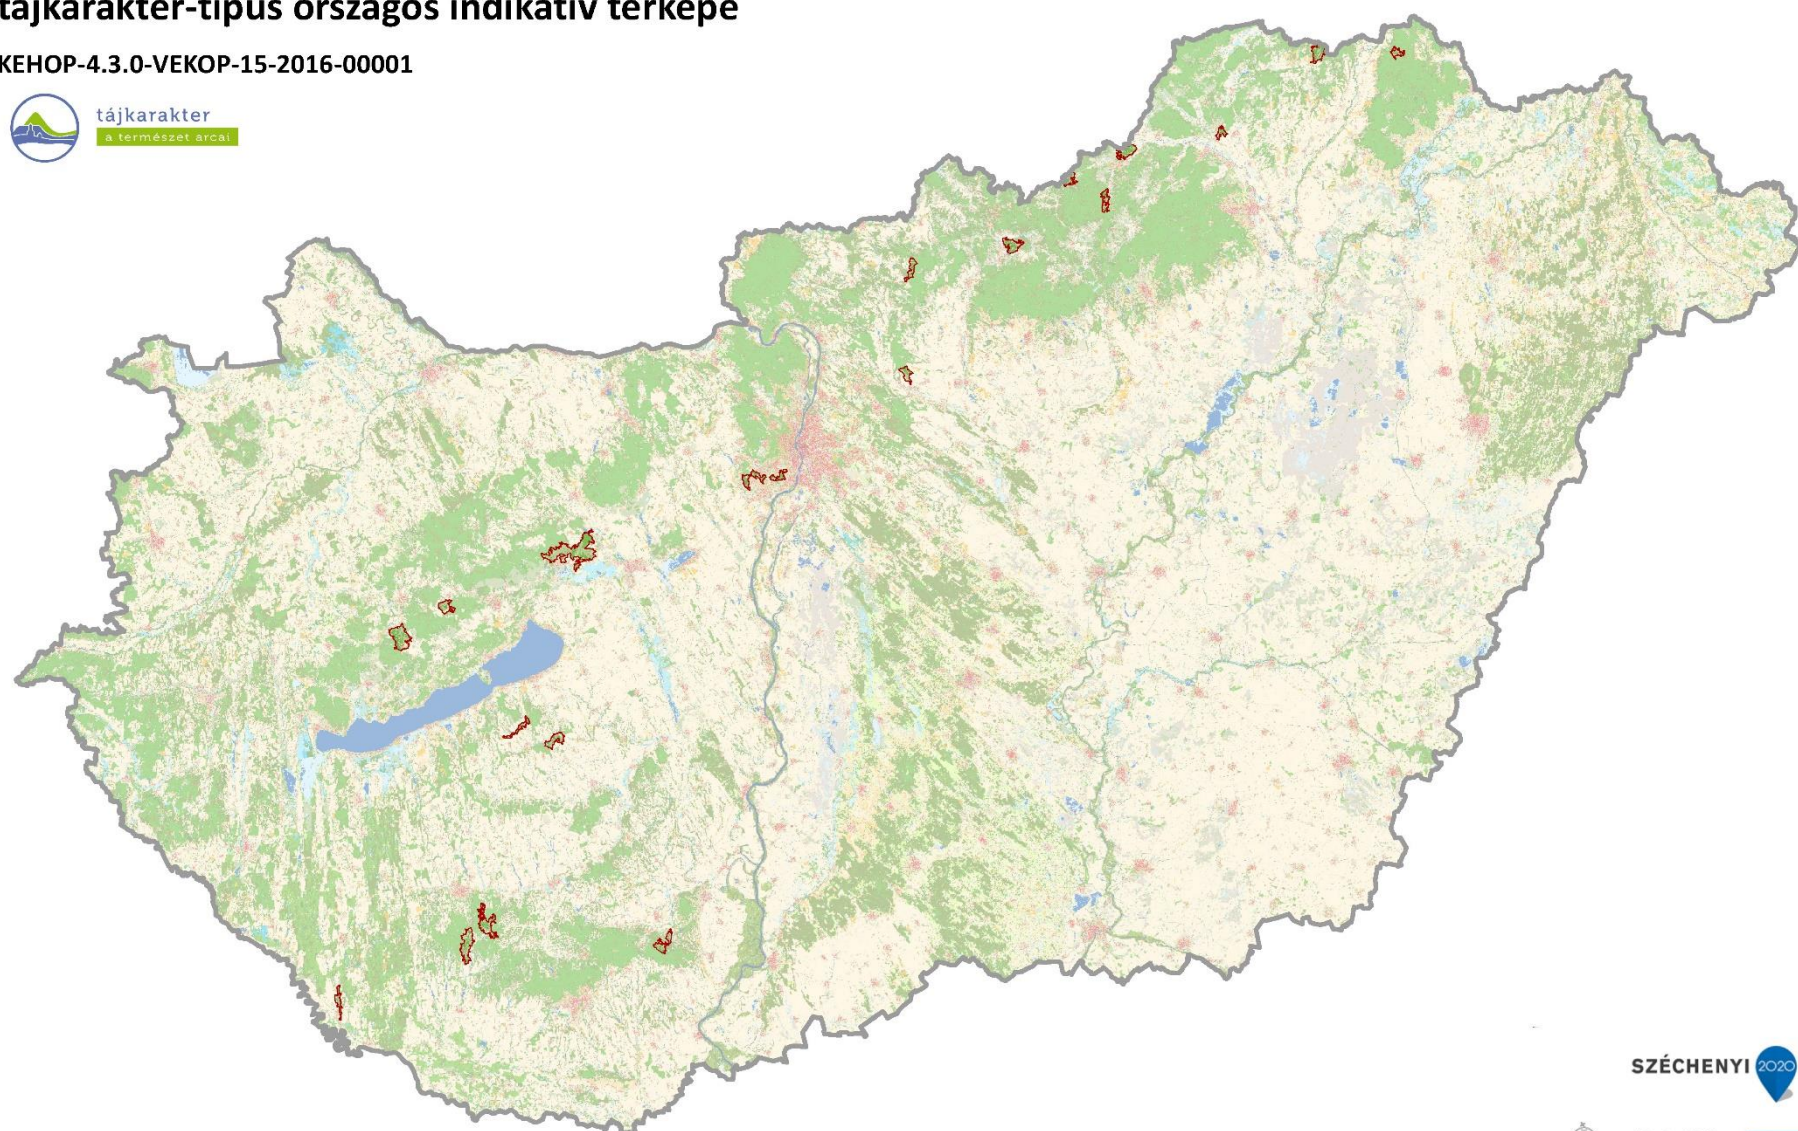 tájkarakter-típus országos indikatív térképe
KEHOP-4.3.0-VEKOP-15-2016-00001
tájkarakter
a természet arcai
SZÉCHENYI 2020